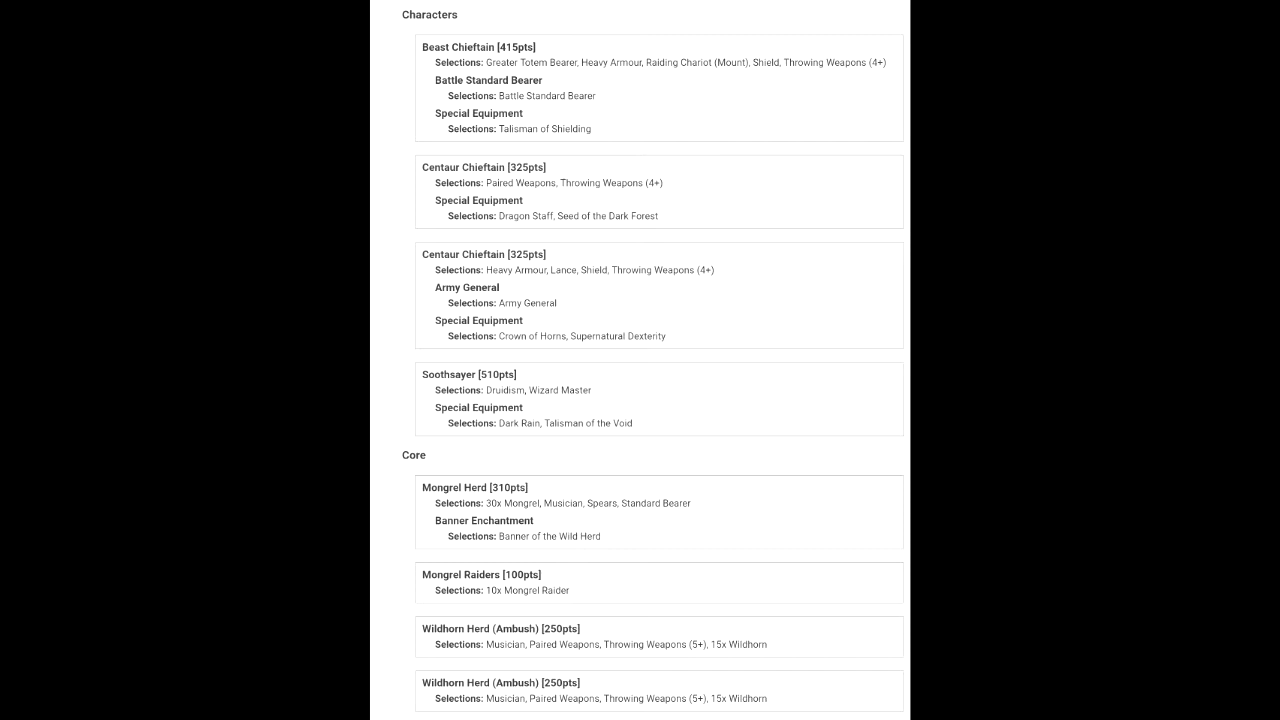 Characters
Beast Chieftain [415pts]
Selections: Greater Totem Bearer, Heavy Armour, Raiding Chariot (Mount), Shield, Throwing Weapons (4+)
Battle Standard Bearer
Selections: Battle Standard Bearer
Special Equipment
Selections: Talisman of Shielding
Centaur Chieftain [325pts]
Selections: Paired Weapons, Throwing Weapons (4+)
Special Equipment
Selections: Dragon Staff, Seed of the Dark Forest
Centaur Chieftain [325pts]
Selections: Heavy Armour, Lance, Shield, Throwing Weapons (4+)
Army General
Selections: Army General
Special Equipment
Selections: Crown of Horns, Supernatural Dexterity
Soothsayer [510pts]
Selections: Druidism, Wizard Master
Special Equipment
Selections: Dark Rain, Talisman of the Void
Core
Mongrel Herd [310pts]
Selections: 30x Mongrel, Musician, Spears, Standard Bearer
Banner Enchantment
Selections: Banner of the Wild Herd
Mongrel Raiders [100pts]
Selections: 10x Mongrel Raider
Wildhorn Herd (Ambush) [250pts]
Selections: Musician, Paired Weapons, Throwing Weapons (5+), 15x Wildhorn
Wildhorn Herd (Ambush) [250pts]
Selections: Musician, Paired Weapons, Throwing Weapons (5+), 15x Wildhorn